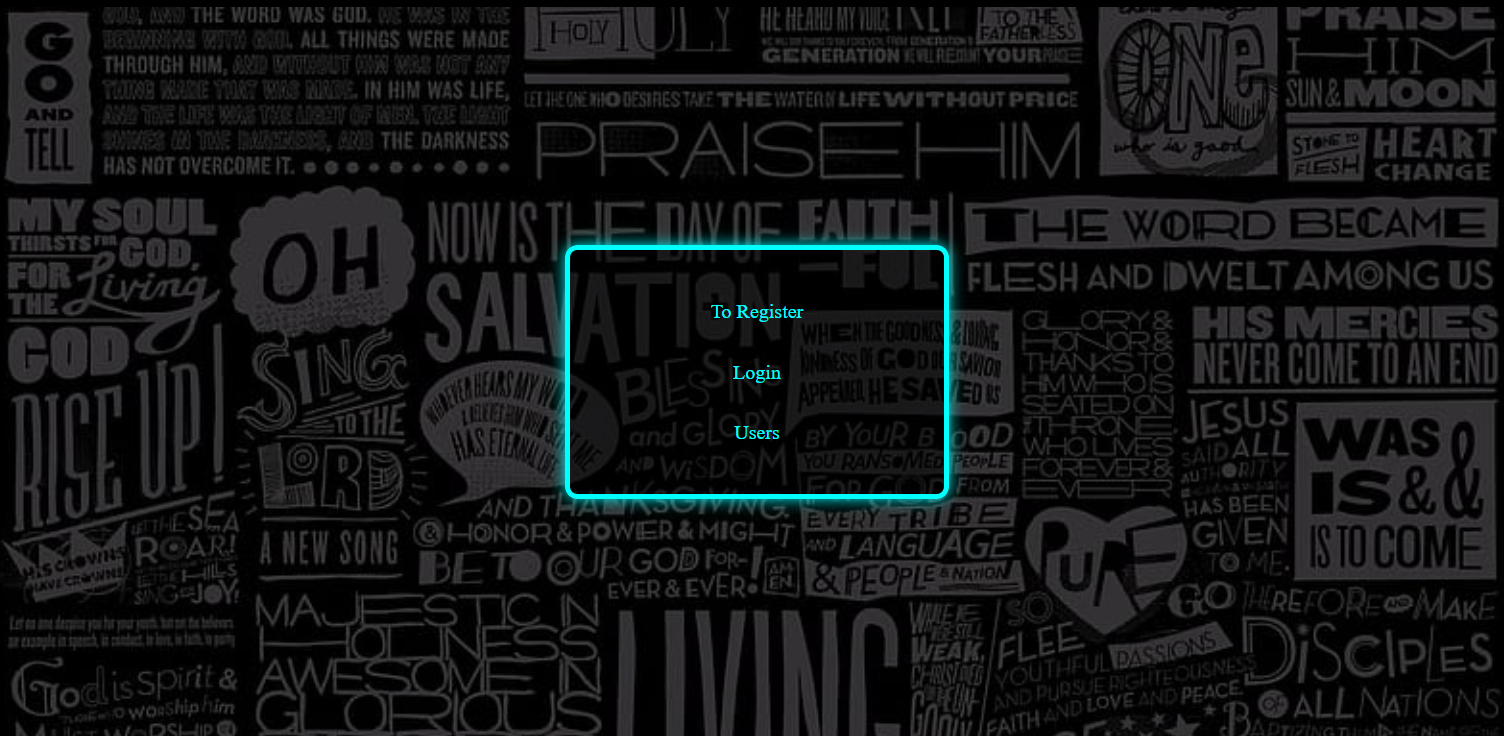 GOD, AND THE WORD WAS GOD. HE WAS IN THE
BEGINNING WITH GOD. ALL THINGS WERE MADE
THROUGH HIM, AND WITHOUT HIM WAS NOT ANY
THING MADE THAT WAS MADE. IN HIM WAS LIFE,
AND THE LIFE WAS THE LIGHT OF MEN. THE LIGHT
SHINES IN THE DARKNESS, AND THE DARKNESS
HAS NOT OVERCOME IT.
GO
AND
TELL
HOLY
HOLY
HE HEARD MY VOICE
GENERATION WE WILL RECOUNT YOUR PRAISE
TO THE
FATHERLESS
LET THE ONE WHO DESIRES TAKE THE WATER OF LIFE WITHOUT PRICE
PRAISE HIM
ONE
who is good
PRAISE
HIM
SUN & MOON
STONE TO
FLESH
HEART
CHANGE
MY SOUL
THIRSTS FOR
GOD,
FOR
THE Living
GOD
RISE UP!
OH
SING
TO THE
LORD
A NEW SONG
NOW IS THE DAY OF
SALVATION
FAITH
FUL
THE WORD BECAME
FLESH AND DWELT AMONG US
To Register
Login
Users
WHOEVER HEARS MY WORD
& BELIEVES HIM WHO SENT ME
HAS ETERNAL LIFE
BLESSIN
and GLORY
AND WISDOM
AND THANKSGIVING,
& HONOR & POWER & MIGHT
BE TO OUR GOD FOR-
EVER & EVER! AMEN
WHEN THE GOODNESS & LOVING
KINDNESS OF GOD OUR SAVIOR
APPEARED, HE SAVED US
BY YOUR B OOD
YOU RANSOMED PEOPLE
FOR GOD FROM
EVERY TRIBE
AND LANGUAGE
& PEOPLE & NATION
GLORY &
HONOR &
THANKS TO
HIM WHO IS
SEATED ON
THE THRONE
WHO LIVES
FOREVER &
EVER
HIS MERCIES
NEVER COME TO AN END
JESUS
SAID ALL
AUTHORITY
HAS BEEN
GIVEN
TO ME.
WAS &
IS &
IS TO COME
HIS CROWNS
HAVE CROWNS
LET THE SEA
ROAR!
LET THE HILLS
SING FOR JOY!
Let no one despise you for your youth, but set the believers
an example in speech, in conduct, in love, in faith, in purity
God is Spirit &
those who worship him
MUST WORSHIP
MAJESTIC IN
HOLINESS
AWESOME IN
GLORIOUS
LIVING
WHILE WE
WERE STILL
WEAK,
CHRIST DIED
FOR THE UN-
GODLY
PURE
SO
FLEE
YOUTHFUL PASSIONS
AND PURSUE RIGHTEOUSNESS
FAITH AND LOVE AND PEACE.
GO THEREFORE AND MAKE
DISCIPLES
OF ALL NATIONS
BAPTIZING THEM